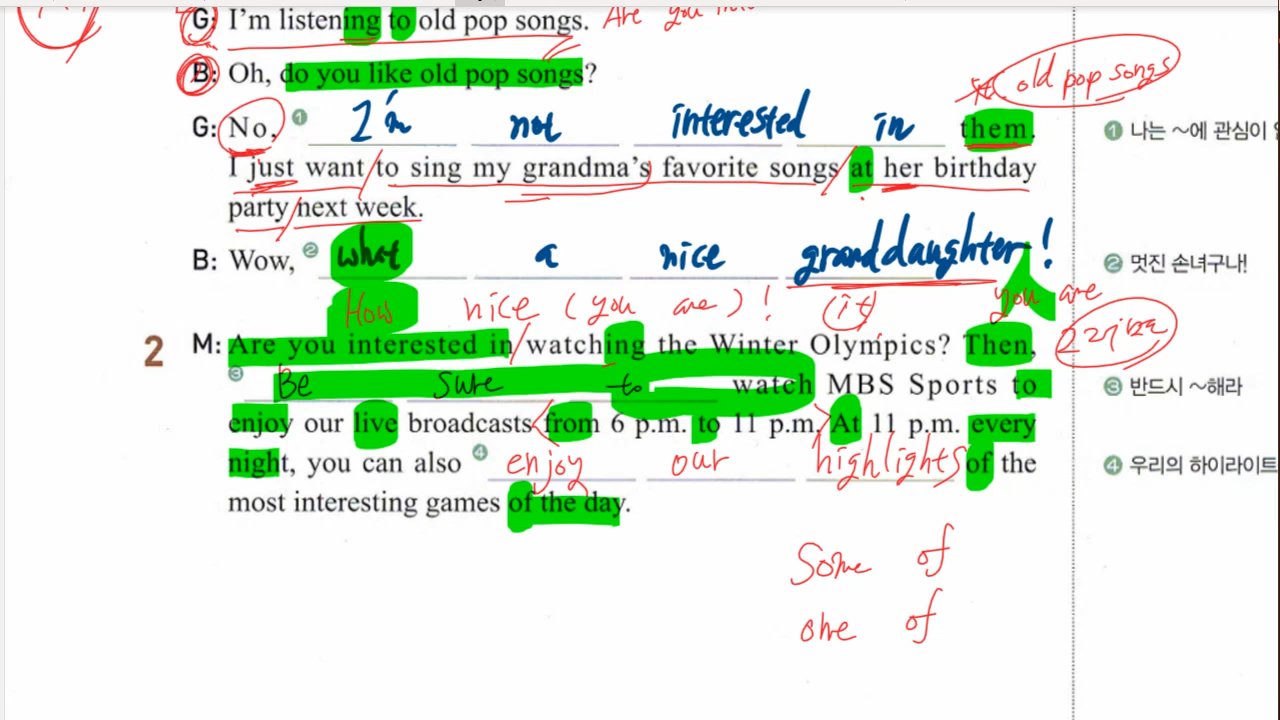 G: I'm listening to old pop songs. Are you
B: Oh, do you like old pop songs?
old pop songs
G: No, ① I'm not interested in them. ① 나는 ~에 관심이
I just want to sing my grandma's favorite songs at her birthday
party next week.
B: Wow, ② what a nice granddaughter! ② 멋진 손녀구나!
How nice (you are)! (it) you are
2 M: Are you interested in watching the Winter Olympics? Then,
③ Be sure to watch MBS Sports to ③ 반드시 ~해라
enjoy our live broadcasts from 6 p.m. to 11 p.m. At 11 p.m. every
night, you can also ④ enjoy our highlights of the ④ 우리의 하이라이트
most interesting games of the day.
Some of
one of